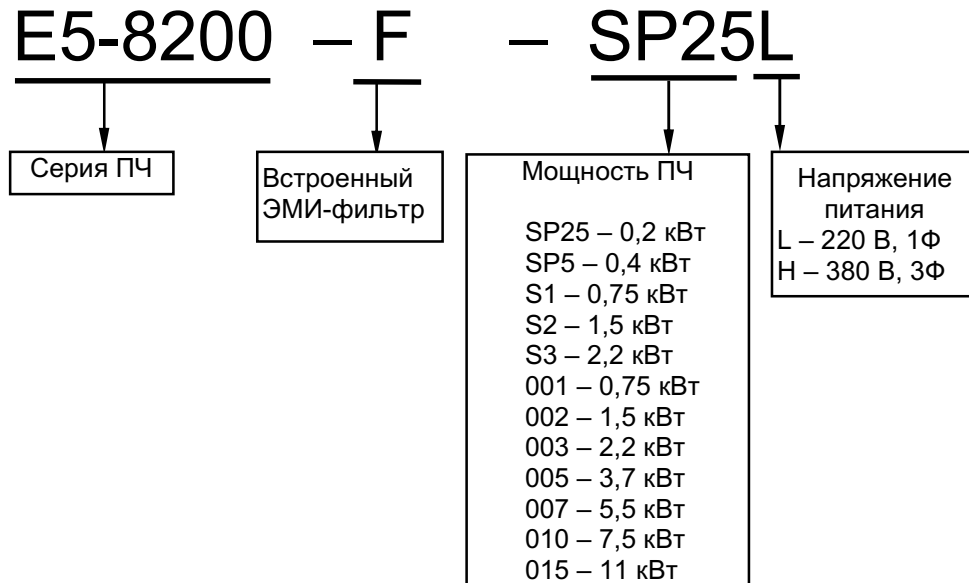 E5-8200 – F – SP25L
Серия ПЧ
Встроенный
ЭМИ-фильтр
Мощность ПЧ
SP25 – 0,2 кВт
SP5 – 0,4 кВт
S1 – 0,75 кВт
S2 – 1,5 кВт
S3 – 2,2 кВт
001 – 0,75 кВт
002 – 1,5 кВт
003 – 2,2 кВт
005 – 3,7 кВт
007 – 5,5 кВт
010 – 7,5 кВт
015 – 11 кВт
Напряжение
питания
L – 220 В, 1Ф
H – 380 В, 3Ф